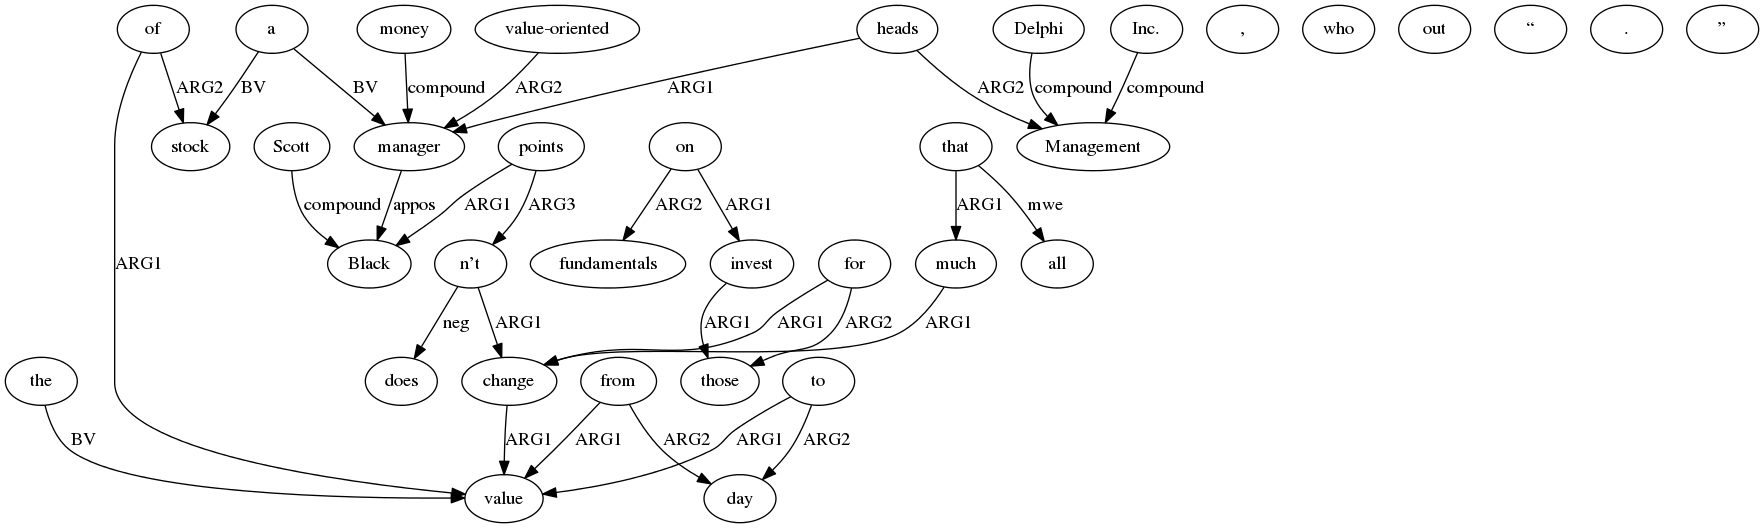 of a money value-oriented heads Delphi Inc. , who out “ . ”
ARG2 BV BV compound ARG2 ARG1 ARG2 compound compound
stock Scott manager points on that Management
ARG1 compound appos ARG1 ARG3 ARG2 ARG1 ARG1 mwe
Black n’t fundamentals invest for much all
neg ARG1 ARG1 ARG1 ARG2 ARG1
the does change from those to
BV ARG1 ARG1 ARG2 ARG1 ARG2
value day